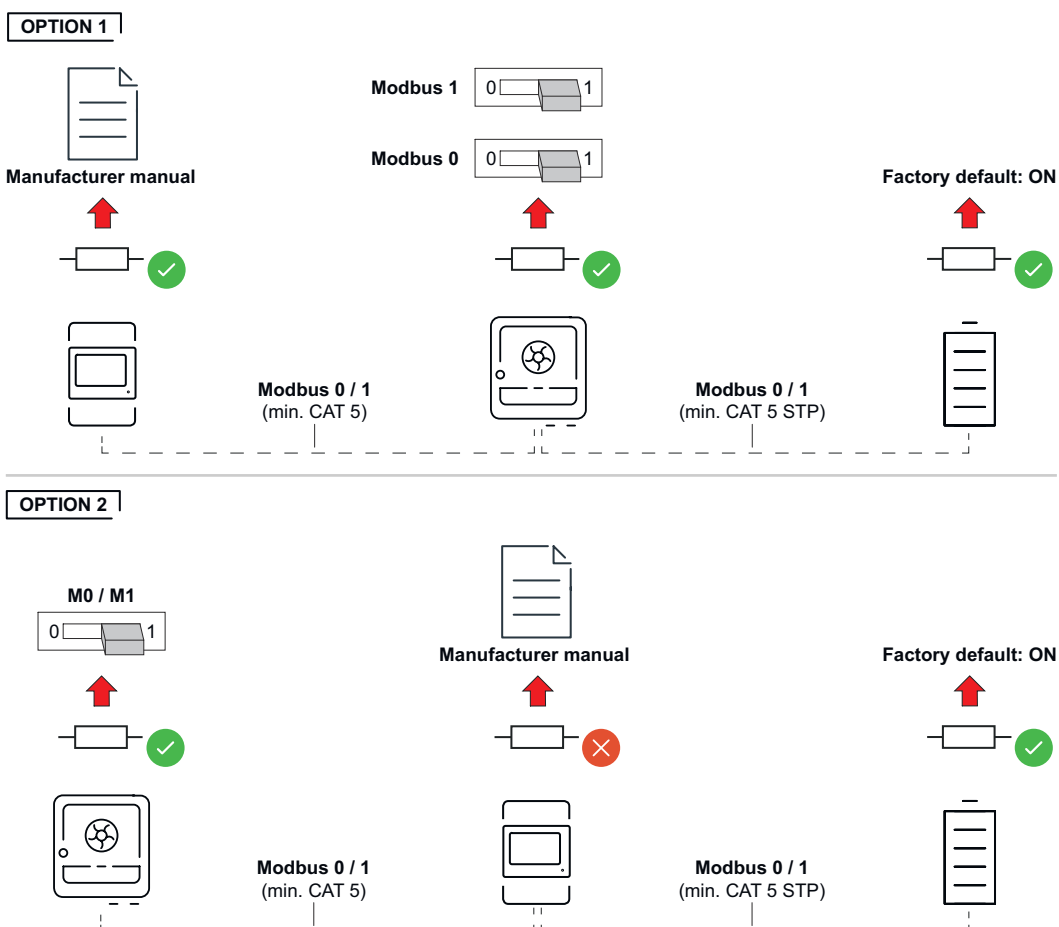 OPTION 1
Modbus 1 0 1
Modbus 0 0 1
Manufacturer manual
Factory default: ON
Modbus 0 / 1
(min. CAT 5)
Modbus 0 / 1
(min. CAT 5 STP)
OPTION 2
M0 / M1
0 1
Manufacturer manual
Factory default: ON
Modbus 0 / 1
(min. CAT 5)
Modbus 0 / 1
(min. CAT 5 STP)